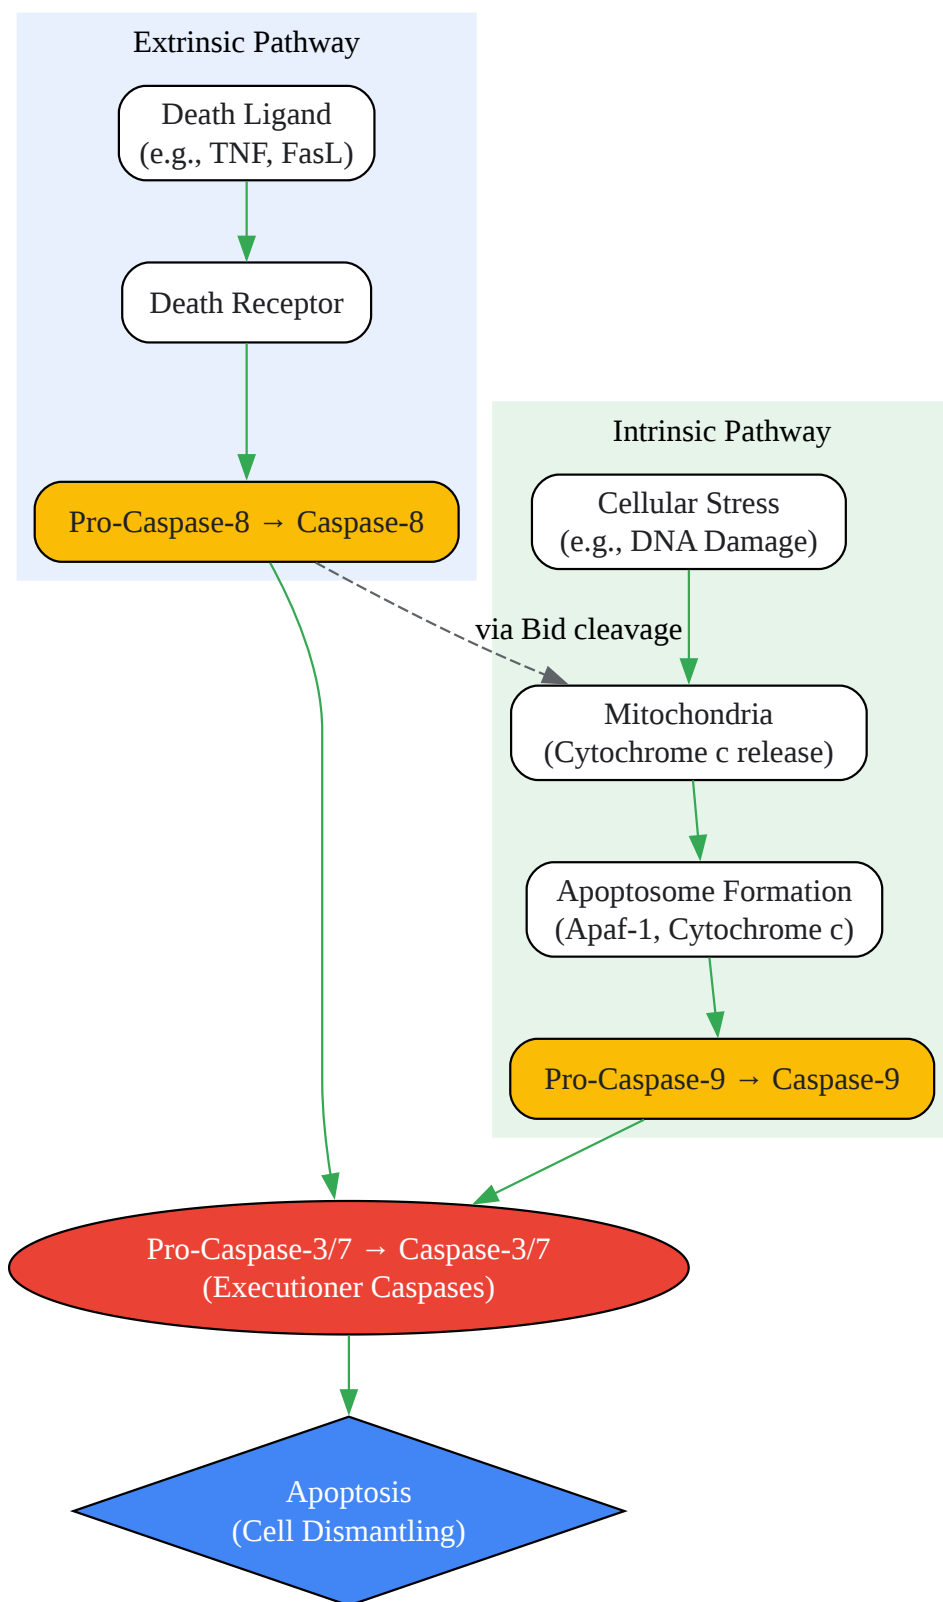 Extrinsic Pathway
Death Ligand
(e.g., TNF, FasL)
Death Receptor
Pro-Caspase-8 → Caspase-8
Intrinsic Pathway
Cellular Stress
(e.g., DNA Damage)
via Bid cleavage
Mitochondria
(Cytochrome c release)
Apoptosome Formation
(Apaf-1, Cytochrome c)
Pro-Caspase-9 → Caspase-9
Pro-Caspase-3/7 → Caspase-3/7
(Executioner Caspases)
Apoptosis
(Cell Dismantling)